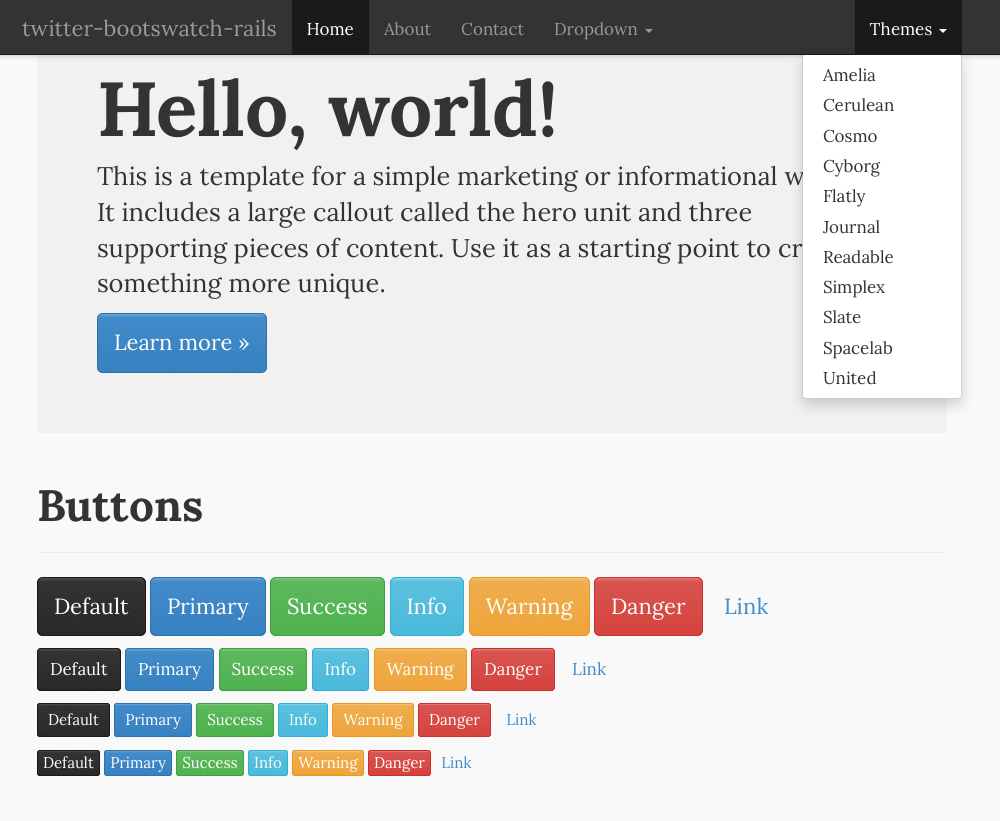 twitter-bootswatch-rails Home About Contact Dropdown Themes
Amelia
Cerulean
Cosmo
Cyborg
Flatly
Journal
Readable
Simplex
Slate
Spacelab
United
Hello, world!
This is a template for a simple marketing or informational
It includes a large callout called the hero unit and three
supporting pieces of content. Use it as a starting point to
something more unique.
Learn more »
Buttons
Default Primary Success Info Warning Danger Link
Default Primary Success Info Warning Danger Link
Default Primary Success Info Warning Danger Link
Default Primary Success Info Warning Danger Link